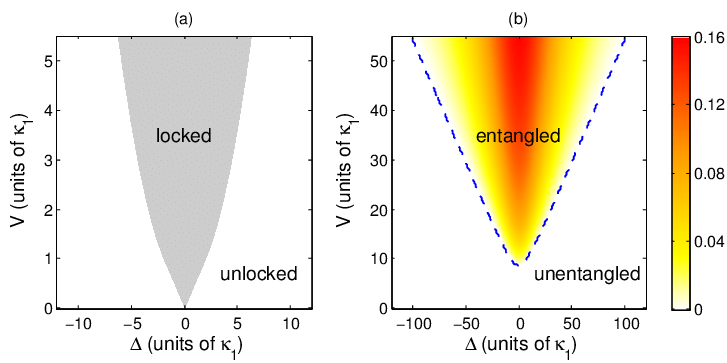 (a)
5
4
3
2
1
0
V (units of κ1)
locked
unlocked
−10 −5 0 5 10
Δ (units of κ1)
(b)
50
40
30
20
10
0
V (units of κ1)
entangled
unentangled
−100 −50 0 50 100
Δ (units of κ1)
0.16
0.12
0.08
0.04
0